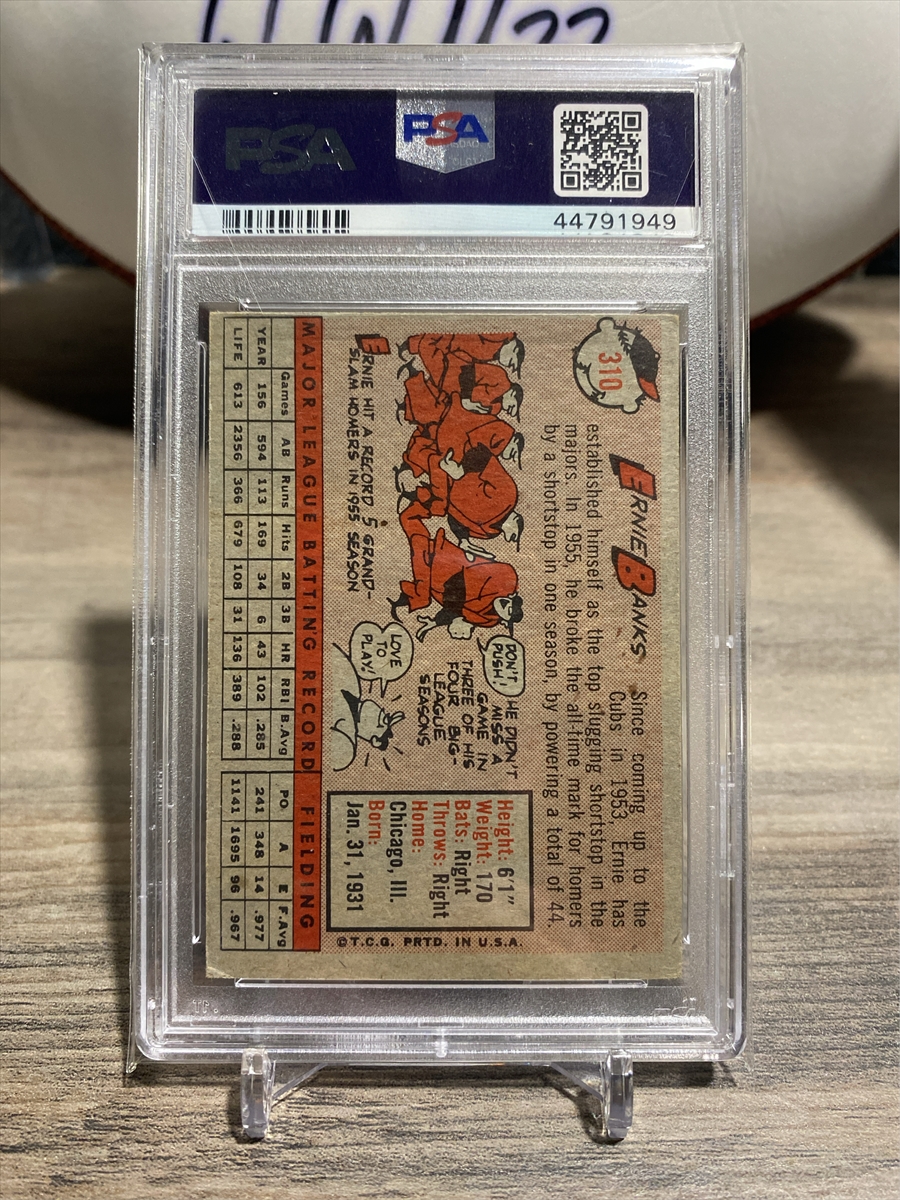 PSA
PSA
44791949
310
ERNIE BANKS
Since coming up to the
Cubs in 1953, Ernie has
established himself as the top slugging shortstop in the
majors. In 1955, he broke the all-time mark for homers
by a shortstop in one season, by powering a total of 44.
ERNIE HIT A RECORD 5 GRAND-
SLAM HOMERS IN 1955 SEASON
DON'T
PUSH!
HE DIDN'T
MISS A
GAME IN
THREE OF HIS
FOUR BIG-
LEAGUE
SEASONS
LOVE
TO
PLAY!
Height: 6'1"
Weight: 170
Bats: Right
Throws: Right
Home:
Chicago, Ill.
Born:
Jan. 31, 1931
©T.C.G. PRTD. IN U.S.A.
MAJOR LEAGUE BATTING RECORD FIELDING
Games AB Runs Hits 2B 3B HR RBI B.Avg PO A E F.Avg
YEAR 156 594 113 169 34 6 43 102 .285 241 348 14 .977
LIFE 613 2356 366 679 108 31 136 389 .288 1141 1695 96 .967